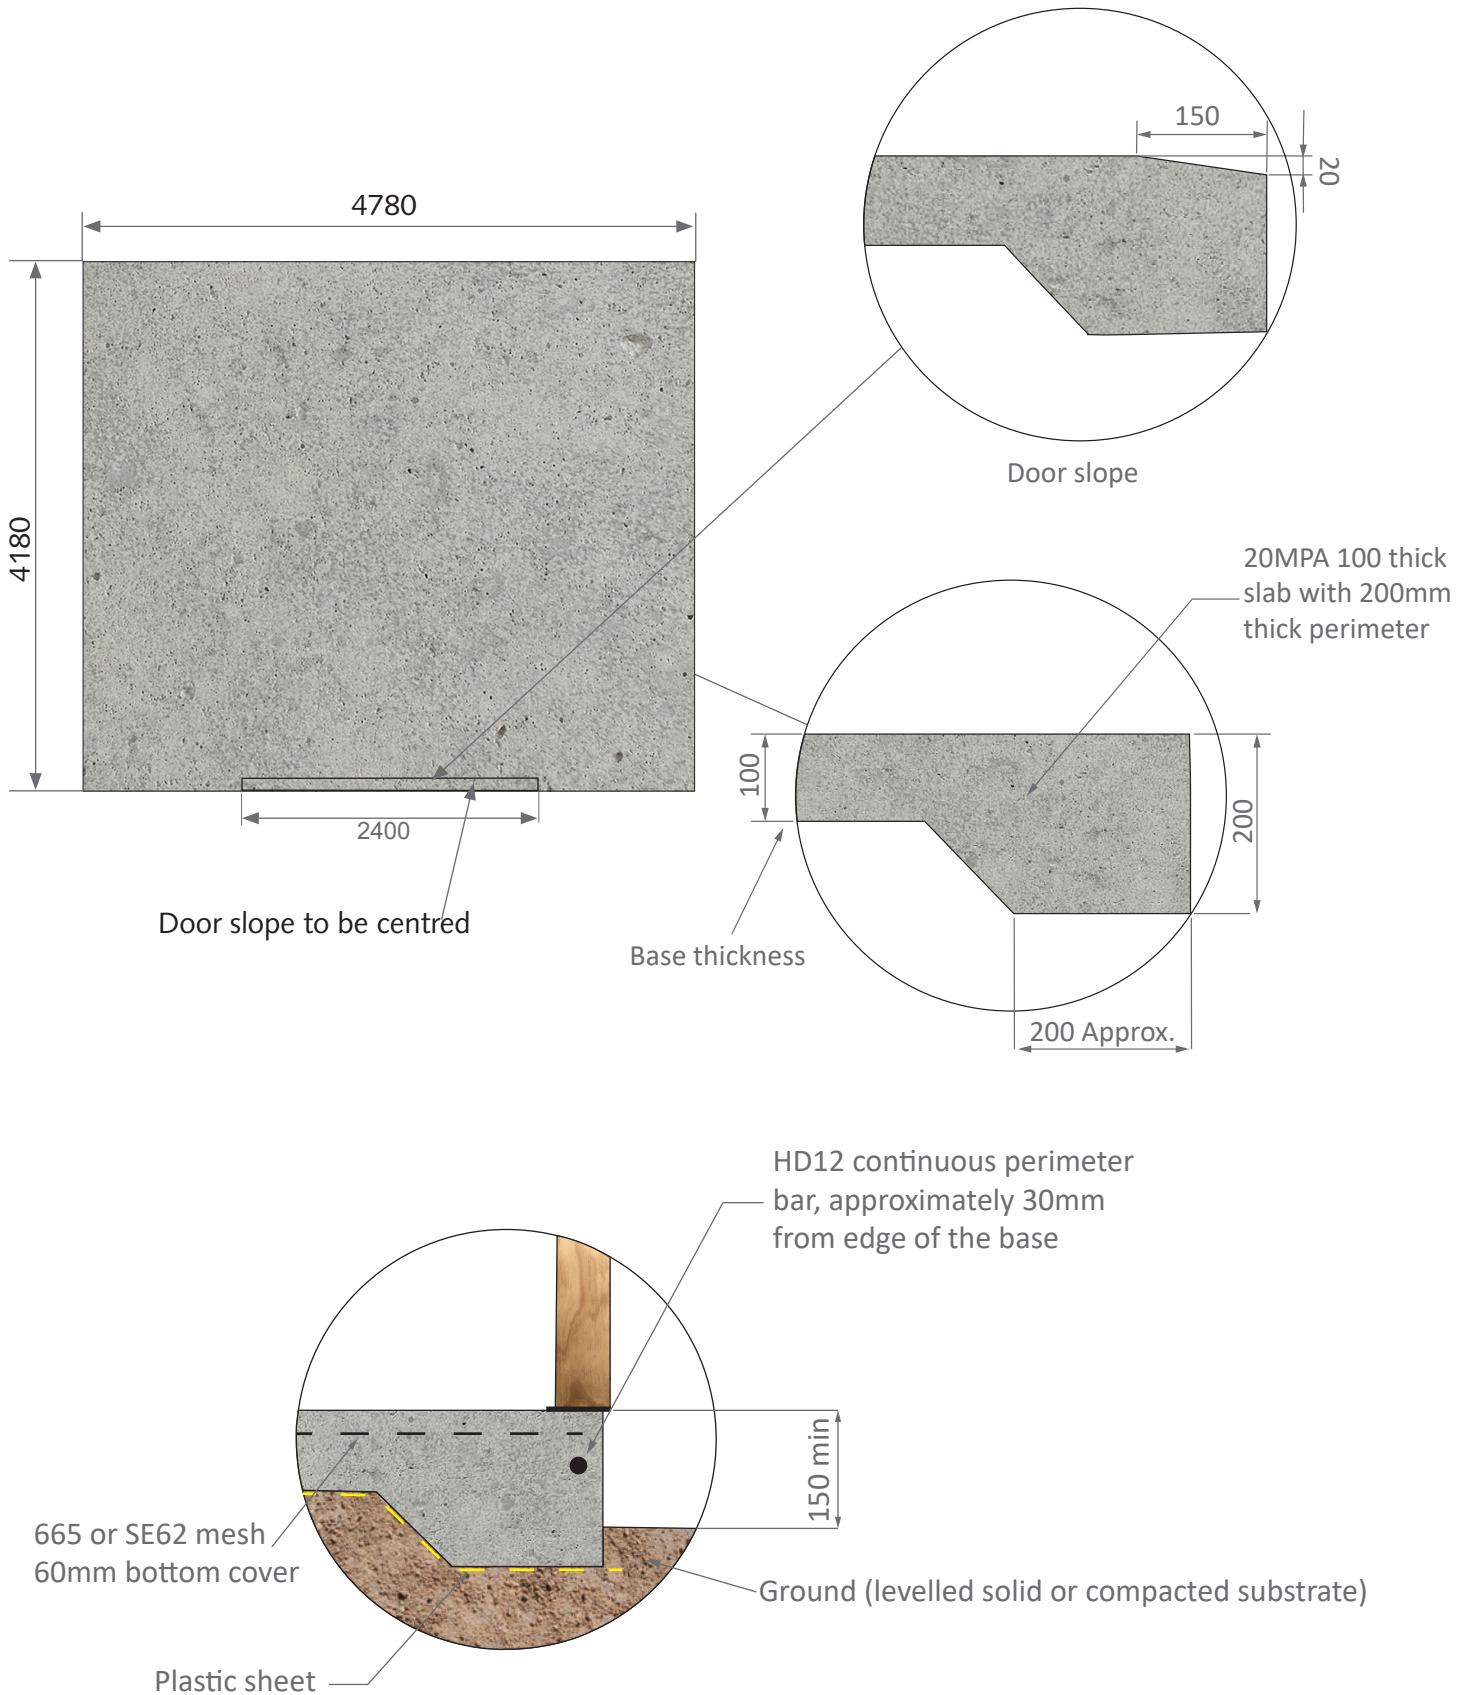 150
20
4780
4180
Door slope
20MPA 100 thick
slab with 200mm
thick perimeter
100
200
2400
Door slope to be centred
Base thickness
200 Approx.
HD12 continuous perimeter
bar, approximately 30mm
from edge of the base
150 min
665 or SE62 mesh
60mm bottom cover
Ground (levelled solid or compacted substrate)
Plastic sheet